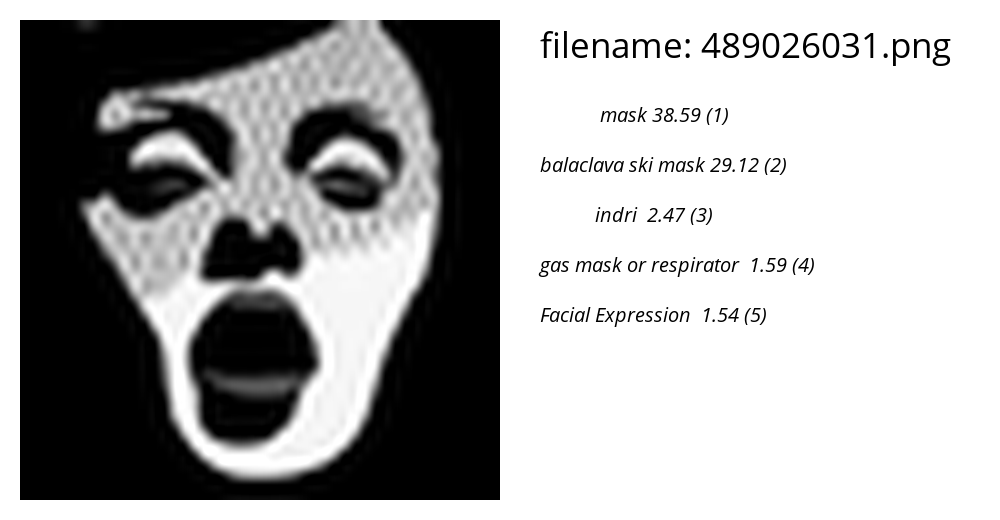 filename: 489026031.png
mask 38.59 (1)
balaclava ski mask 29.12 (2)
indri 2.47 (3)
gas mask or respirator 1.59 (4)
Facial Expression 1.54 (5)